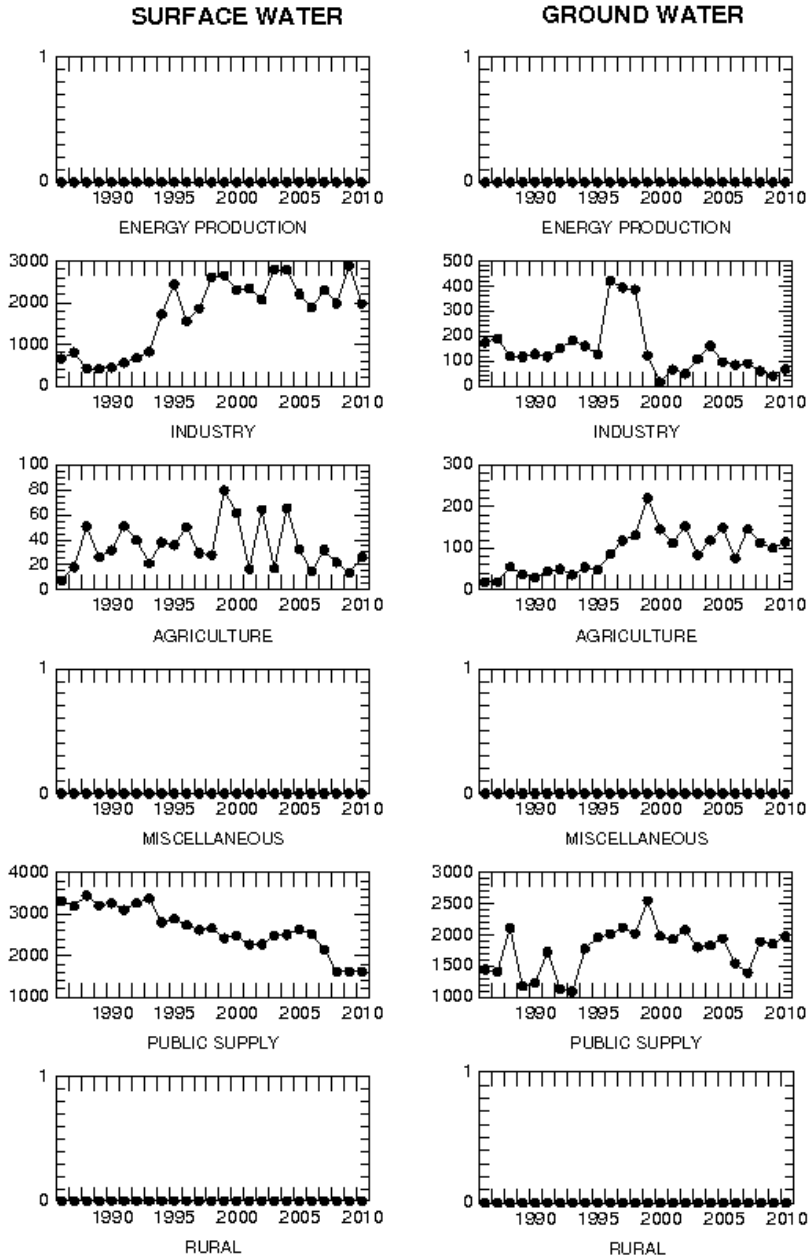 SURFACE WATER GROUND WATER
1 1
0 0
1990 1995 2000 2005 2010 1990 1995 2000 2005 2010
ENERGY PRODUCTION ENERGY PRODUCTION
3000 500
400
2000 300
1000 200
100
0 0
1990 1995 2000 2005 2010 1990 1995 2000 2005 2010
INDUSTRY INDUSTRY
100 300
80
60 200
40 100
20
0 0
1990 1995 2000 2005 2010 1990 1995 2000 2005 2010
AGRICULTURE AGRICULTURE
1 1
0 0
1990 1995 2000 2005 2010 1990 1995 2000 2005 2010
MISCELLANEOUS MISCELLANEOUS
4000 3000
2500
3000 2000
2000 1500
1000 1000
1990 1995 2000 2005 2010 1990 1995 2000 2005 2010
PUBLIC SUPPLY PUBLIC SUPPLY
1 1
0 0
1990 1995 2000 2005 2010 1990 1995 2000 2005 2010
RURAL RURAL